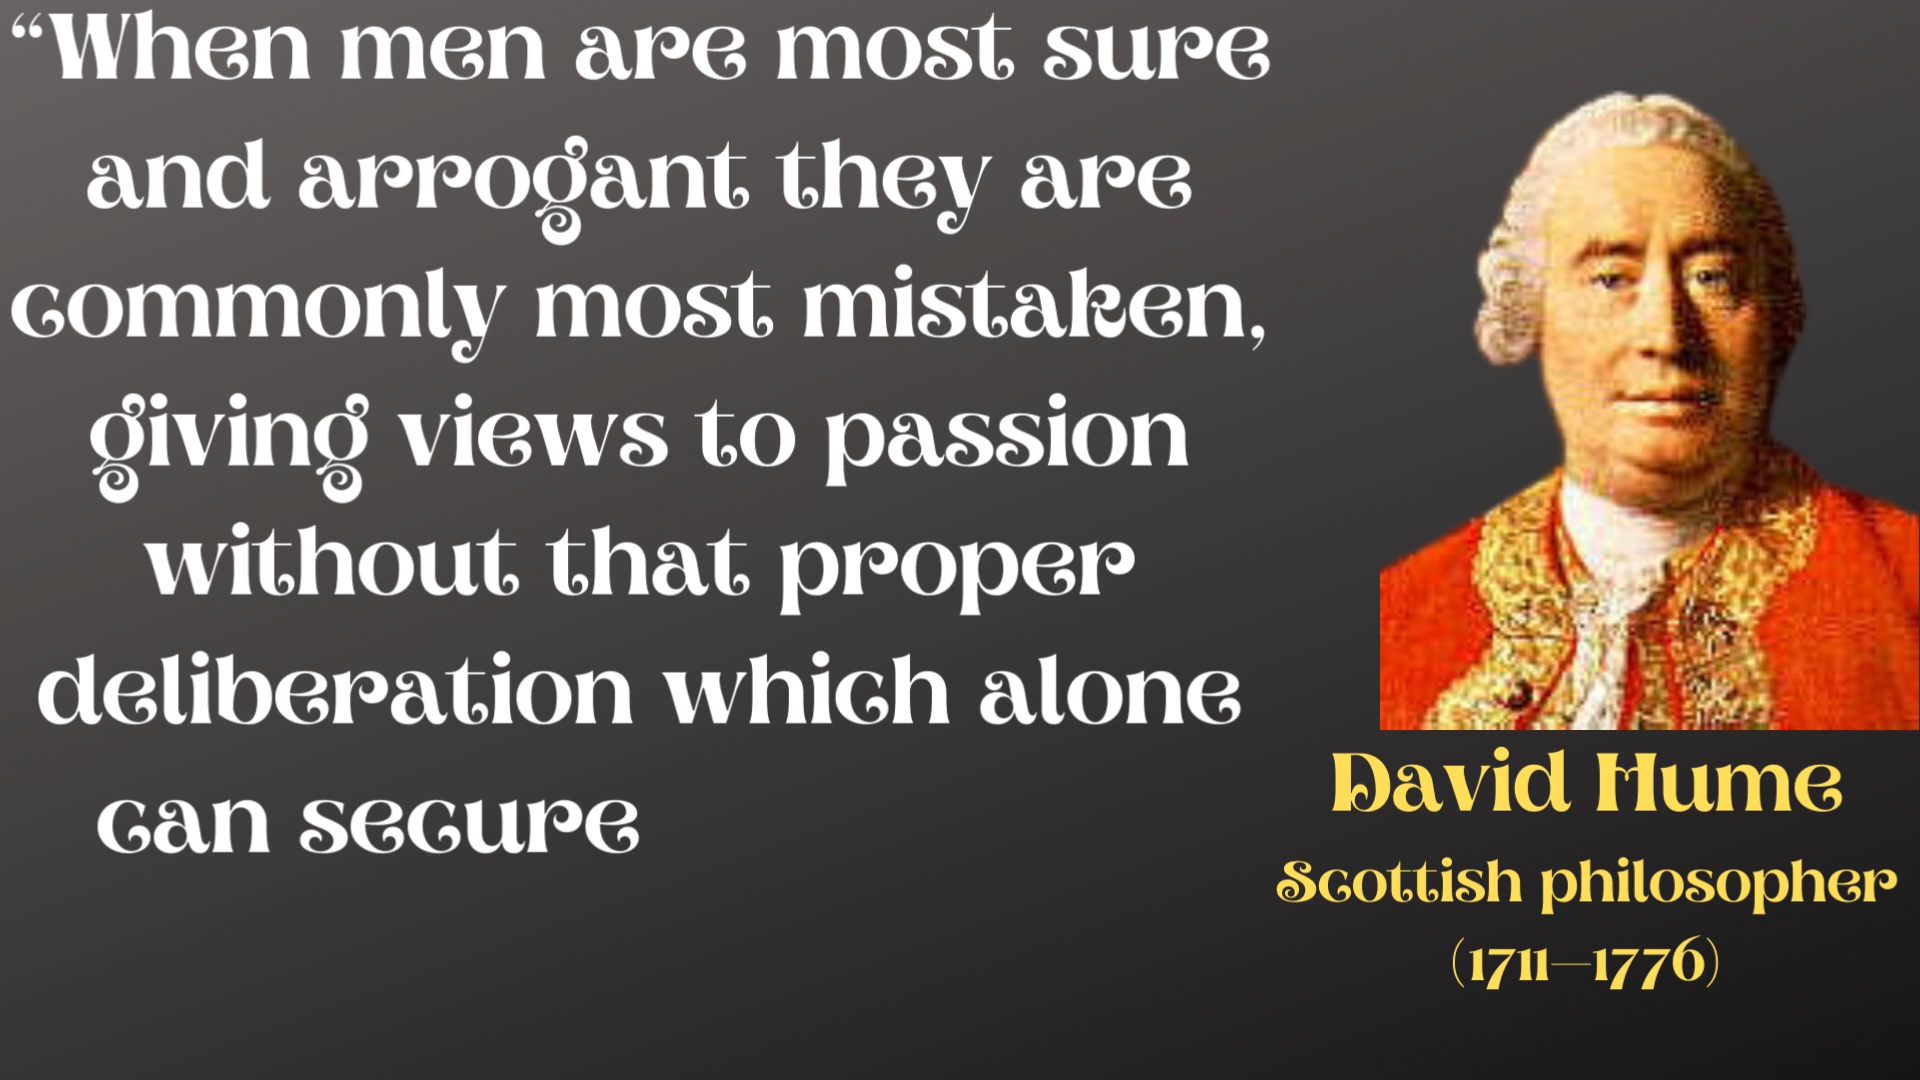 “When men are most sure
and arrogant they are
commonly most mistaken,
giving views to passion
without that proper
deliberation which alone
can secure
David Hume
Scottish philosopher
(1711—1776)